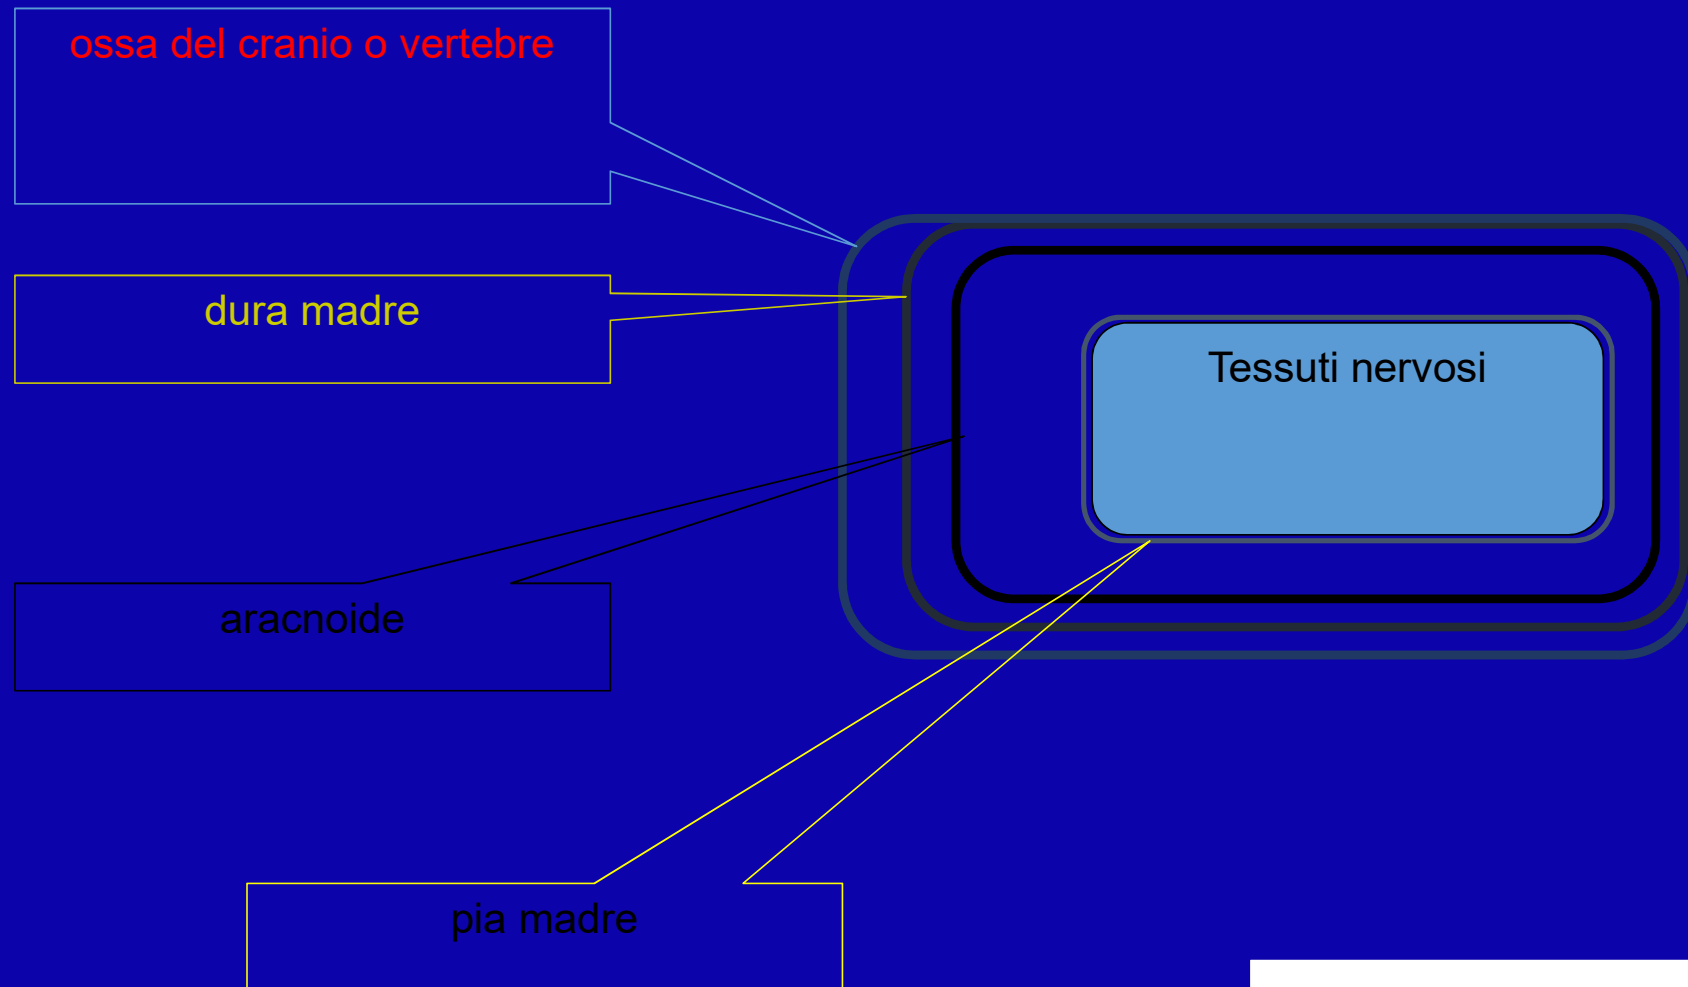 ossa del cranio o vertebre
dura madre
Tessuti nervosi
aracnoide
pia madre